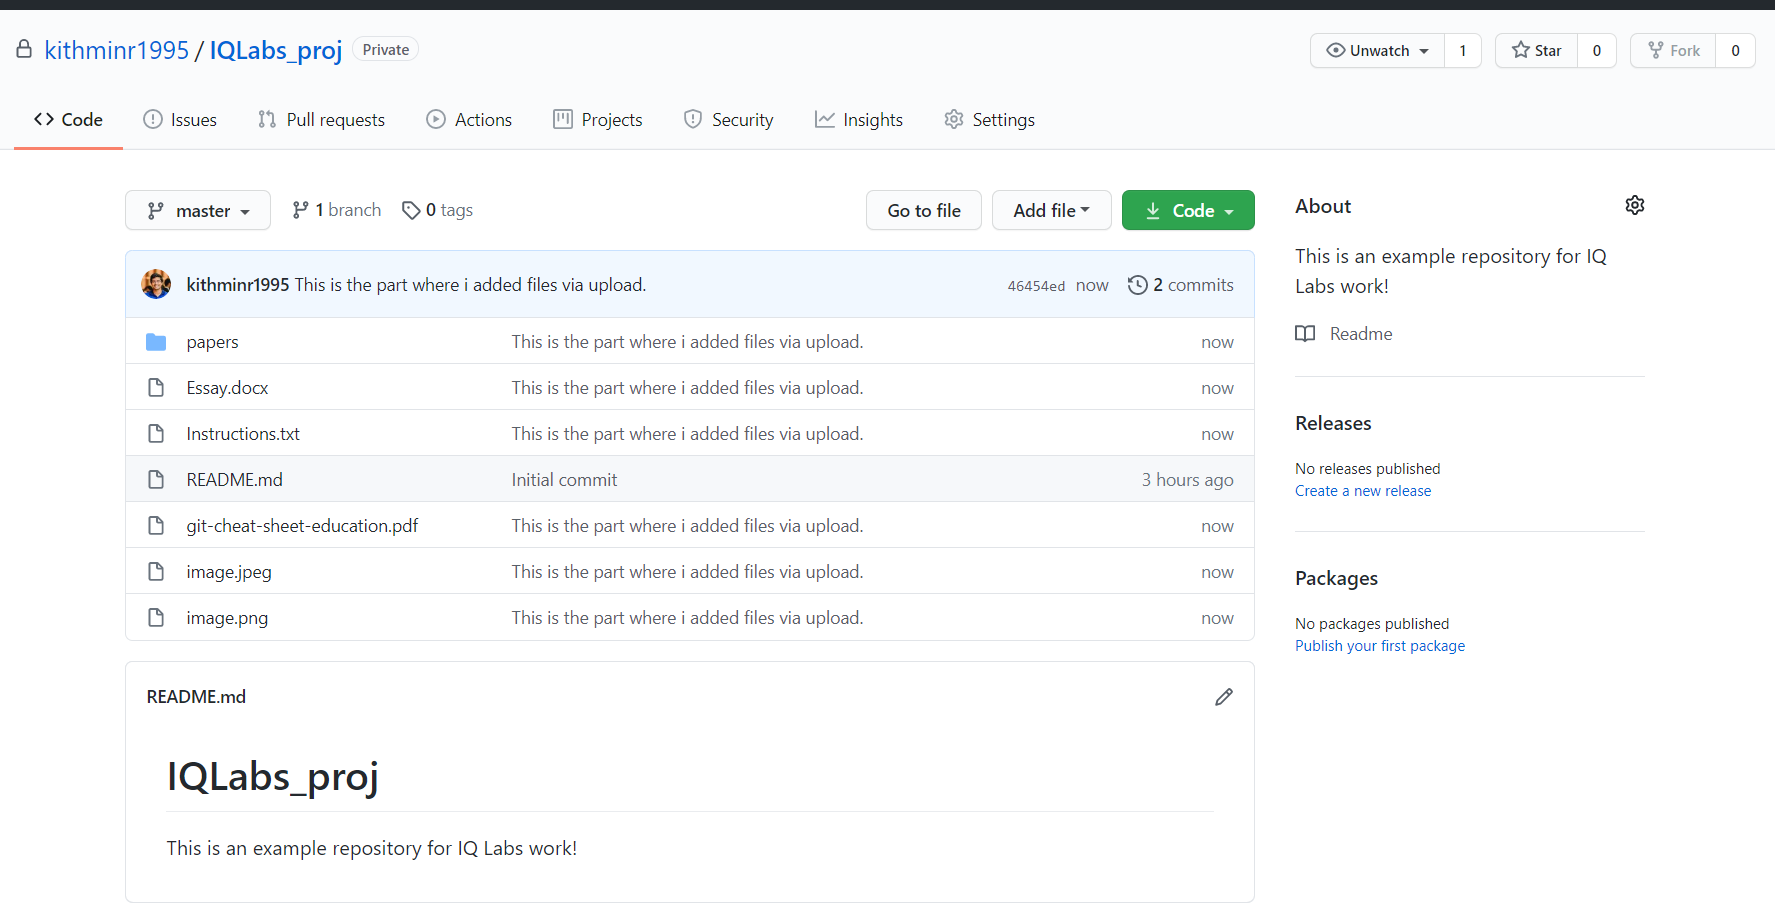 kithminr1995 / IQLabs_proj Private
Unwatch 1 Star 0 Fork 0
Code Issues Pull requests Actions Projects Security Insights Settings
master 1 branch 0 tags Go to file Add file Code
kithminr1995 This is the part where i added files via upload. 46454ed now 2 commits
papers This is the part where i added files via upload. now
Essay.docx This is the part where i added files via upload. now
Instructions.txt This is the part where i added files via upload. now
README.md Initial commit 3 hours ago
git-cheat-sheet-education.pdf This is the part where i added files via upload. now
image.jpeg This is the part where i added files via upload. now
image.png This is the part where i added files via upload. now
README.md
IQLabs_proj
This is an example repository for IQ Labs work!
About
This is an example repository for IQ
Labs work!
Readme
Releases
No releases published
Create a new release
Packages
No packages published
Publish your first package